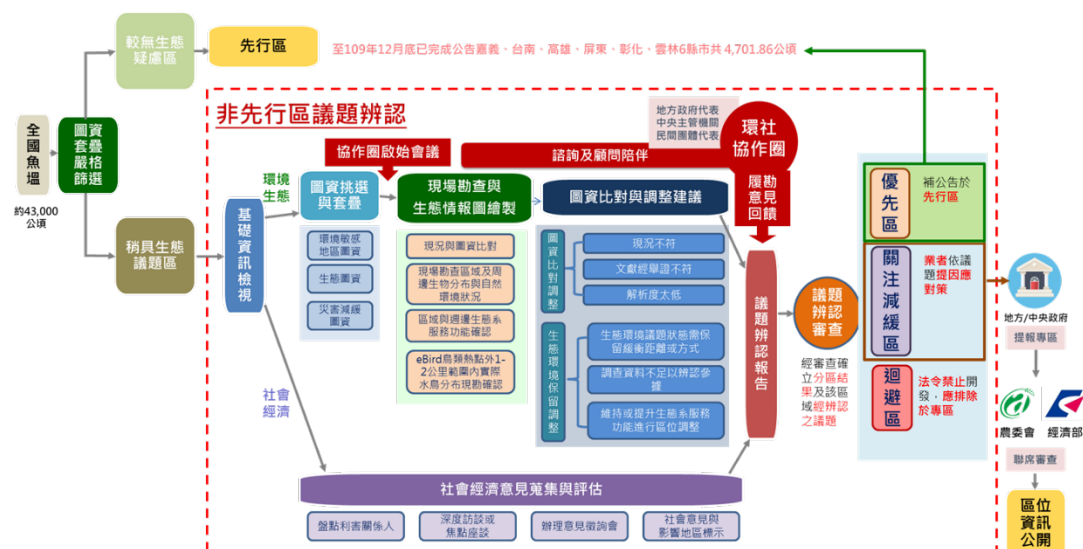 較無生態
疑慮區
先行區
至109年12月底已完成公告嘉義、台南、高雄、屏東、彰化、雲林6縣市共 4,701.86公頃
全
國
魚
塭
約43,000
公頃
圖資
套疊
嚴格
篩選
稍具生態
議題區
非先行區議題辨認
地方政府代表
中央主管機關
民間團體代表
環社
協作圈
協作圈啟始會議
諮詢及顧問陪伴
履勘
意見
回饋
環境
生態
基
礎
資
訊
檢
視
社會
經濟
圖資挑選
與套疊
環境敏感
地區圖資
生態圖資
災害減緩
圖資
現場勘查與
生態情報圖繪製
現況與圖資比對
現場勘查區域及周
邊生物分布與自然
環境狀況
區域與週邊生態系
服務功能確認
eBird鳥類熱點外1-
2公里範圍內實際
水鳥分布現勘確認
圖資比對與調整建議
圖
資
比
對
調
整
現況不符
文獻經舉證不符
解析度太低
生
態
環
境
保
留
調
整
生態環境議題狀態需保
留緩衝距離或方式
調查資料不足以辨認參
據
維持或提升生態系服務
功能進行區位調整
社會經濟意見蒐集與評估
盤點利害關係人
深度訪談或
焦點座談
辦理意見徵詢會
社會意見與
影響地區標示
議
題
辨
認
報
告
議題
辨認
審查
經審查確
立分區結
果及該區
域經辨認
之議題
優
先
區
補公告於
先行區
關
注
減
緩
區
業者依議
題提因應
對策
迴
避
區
法令禁止開
發，應排除
於專區
地方/中央政府
提報專區
農委會
經濟部
聯席審查
區位
資訊
公開